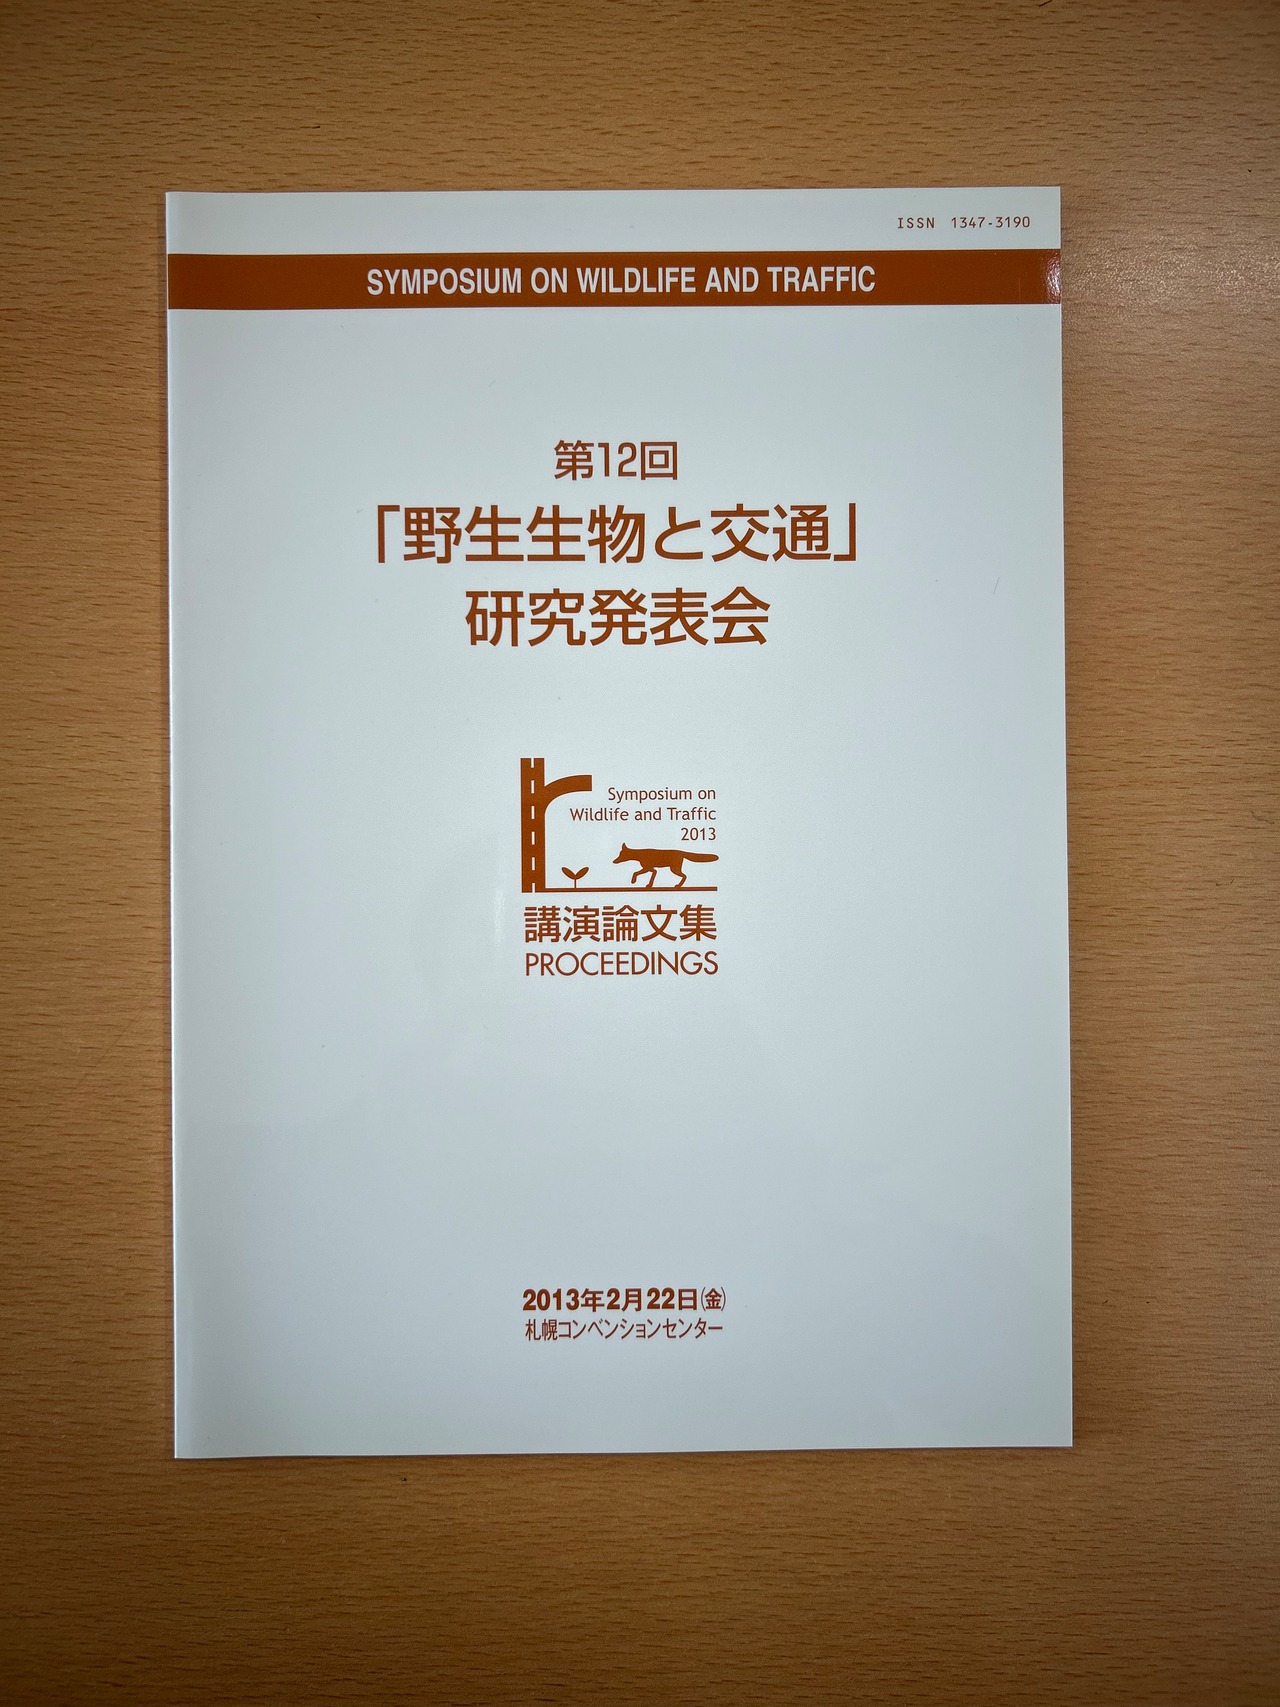 ISSN 1347-3190
SYMPOSIUM ON WILDLIFE AND TRAFFIC
第12回
「野生生物と交通」
研究発表会
Symposium on
Wildlife and Traffic
2013
講演論文集
PROCEEDINGS
2013年2月22日㈮
札幌コンベンションセンター